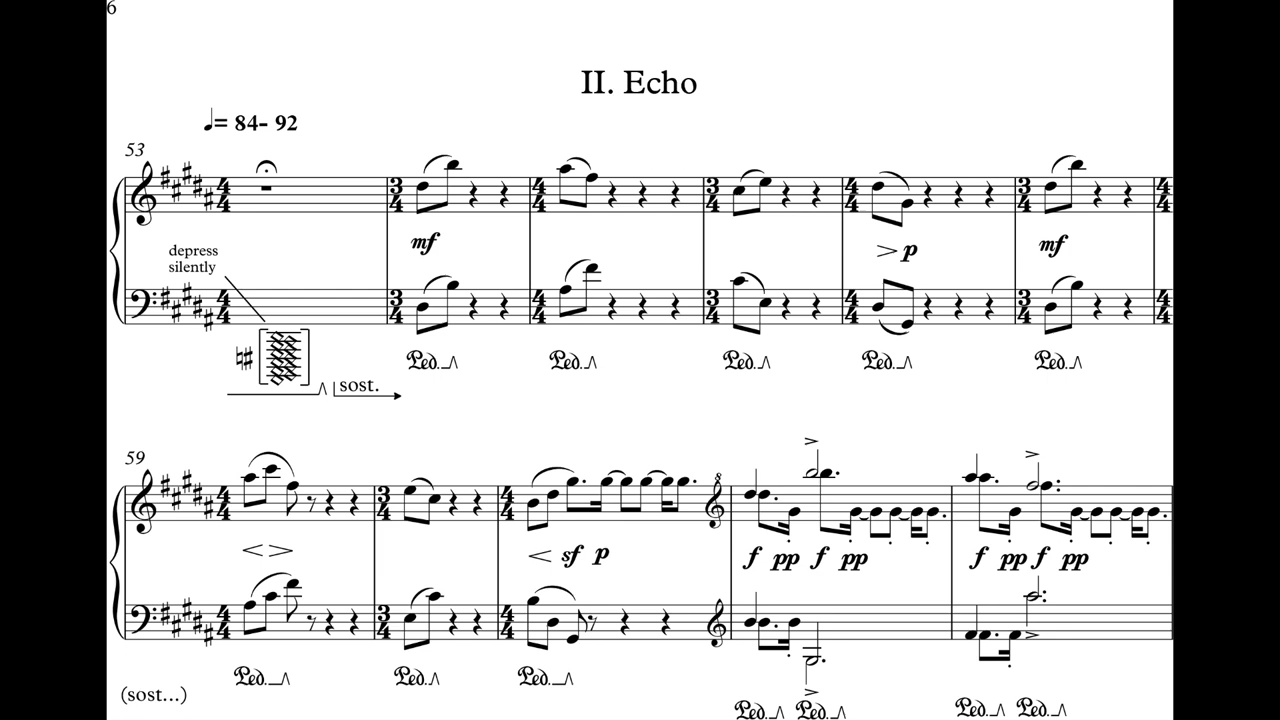 6
II. Echo
♩= 84- 92
53
depress
silently
mf
p
mf
Ped. Ped. Ped. Ped. Ped.
sost.
59
sf p
f pp f pp f pp f pp
Ped. Ped. Ped.
(sost...)
Ped. Ped. Ped. Ped.